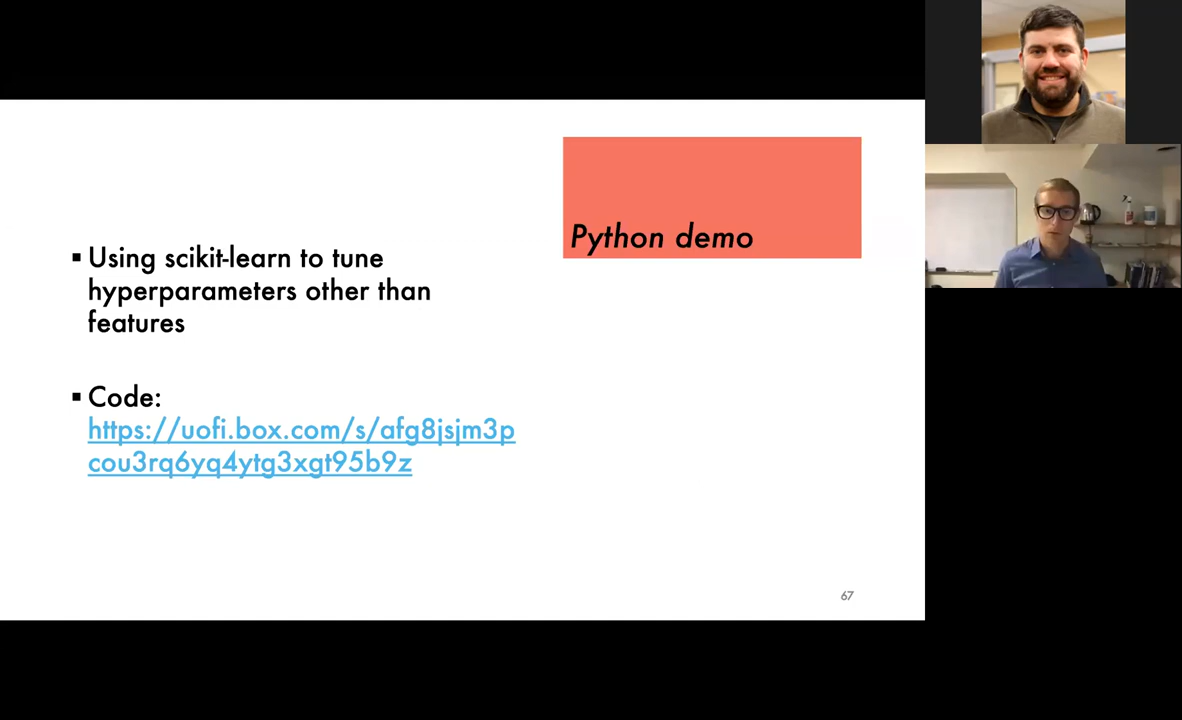 Python demo
▪ Using scikit-learn to tune
hyperparameters other than
features
▪ Code:
https://uofi.box.com/s/afg8jsjm3p
cou3rq6yq4ytg3xgt95b9z
67